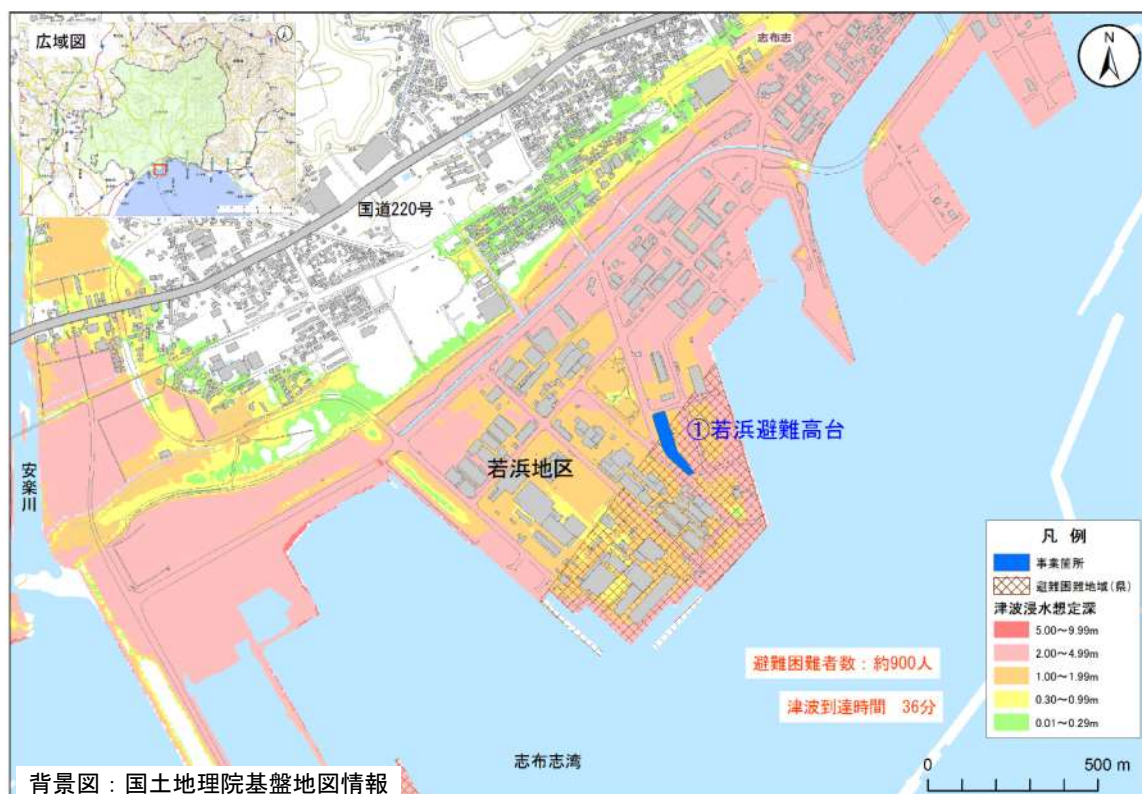 広域図
N
志布志
国道220号
①若浜避難高台
若浜地区
安楽川
凡 例
事業箇所
避難困難地域(県)
津波浸水想定深
5.00～9.99m
2.00～4.99m
1.00～1.99m
0.30～0.99m
0.01～0.29m
避難困難者数：約900人
津波到達時間 36分
志布志湾
0 500 m
背景図：国土地理院基盤地図情報